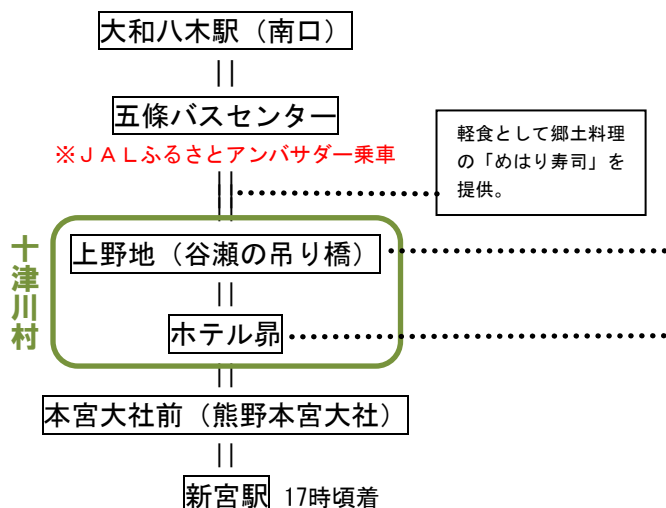 大和八木駅（南口）
五條バスセンター
※ＪＡＬふるさとアンバサダー乗車
軽食として郷土料理
の「めはり寿司」を
提供。
十津川村
上野地（谷瀬の吊り橋）
ホテル昴
本宮大社前（熊野本宮大社）
新宮駅 17時頃着